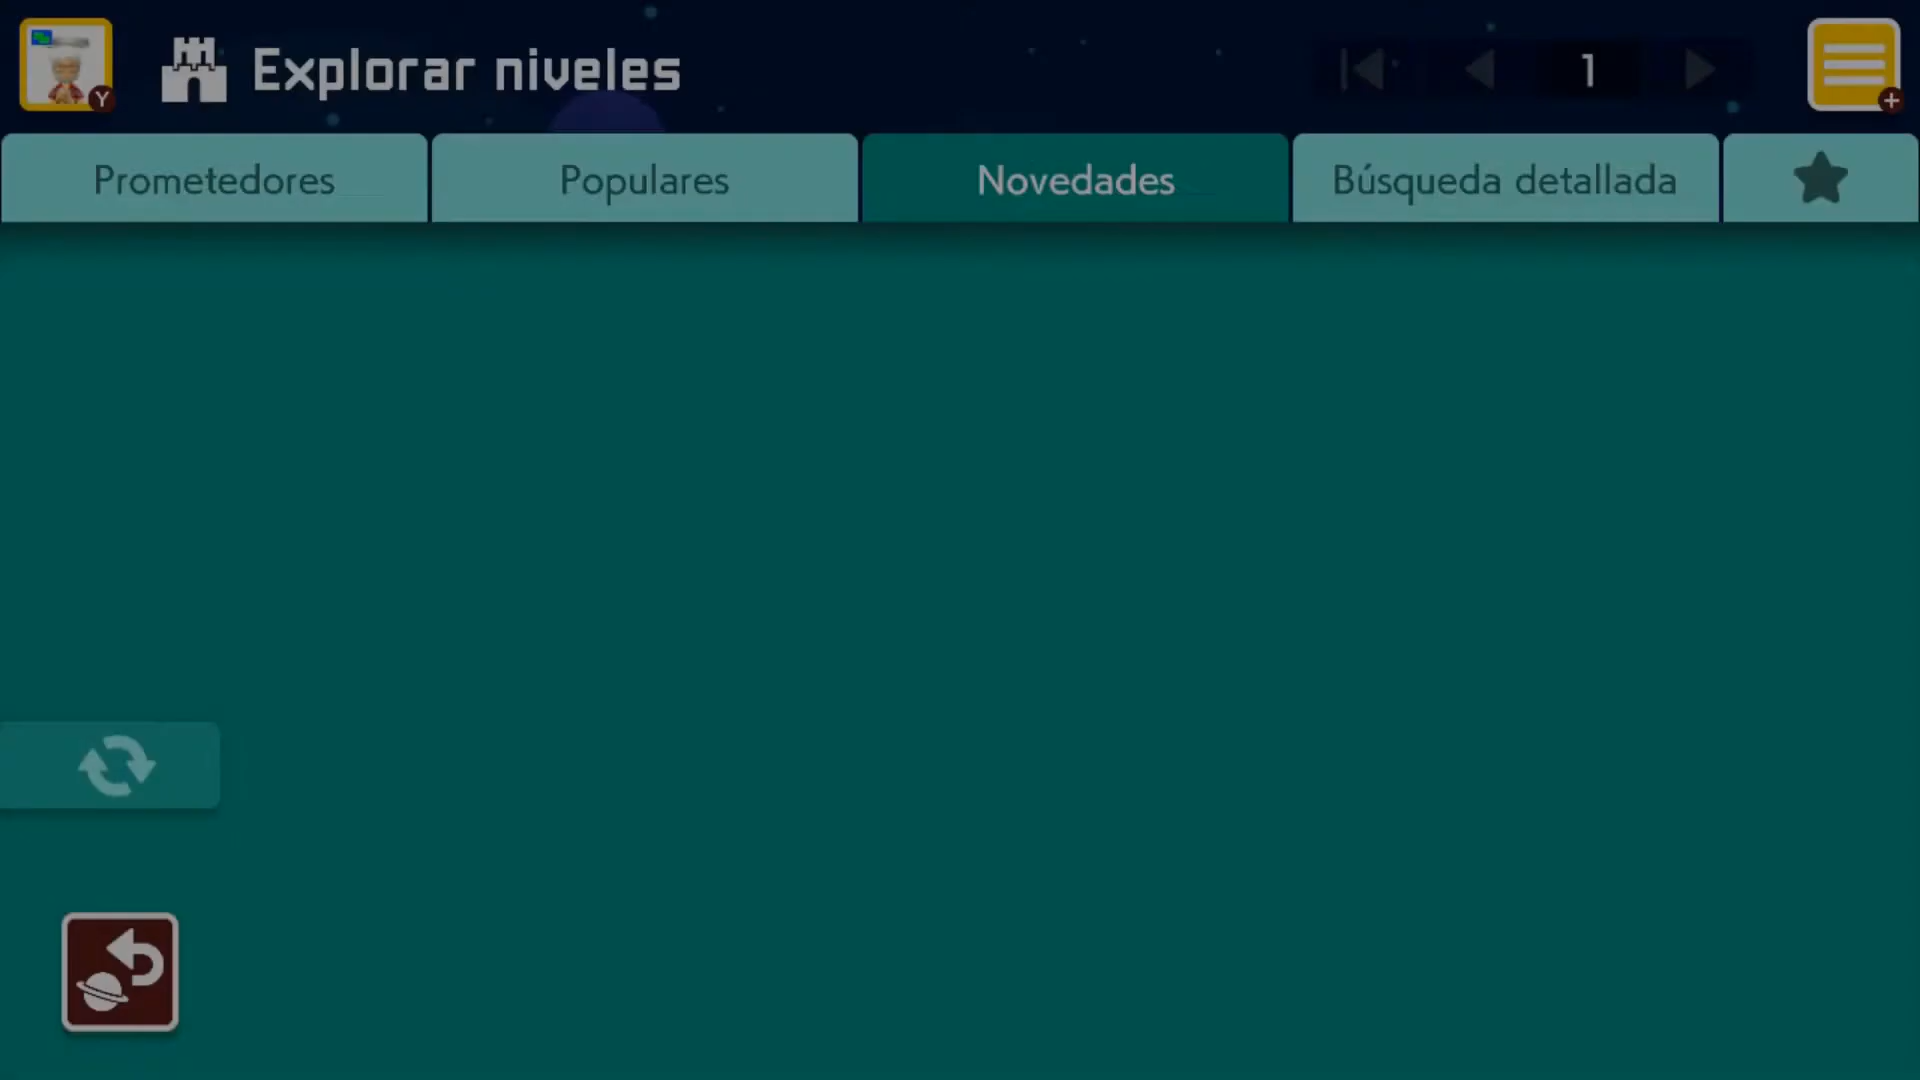 Explorar niveles
1
Y
+
Prometedores
Populares
Novedades
Búsqueda detallada